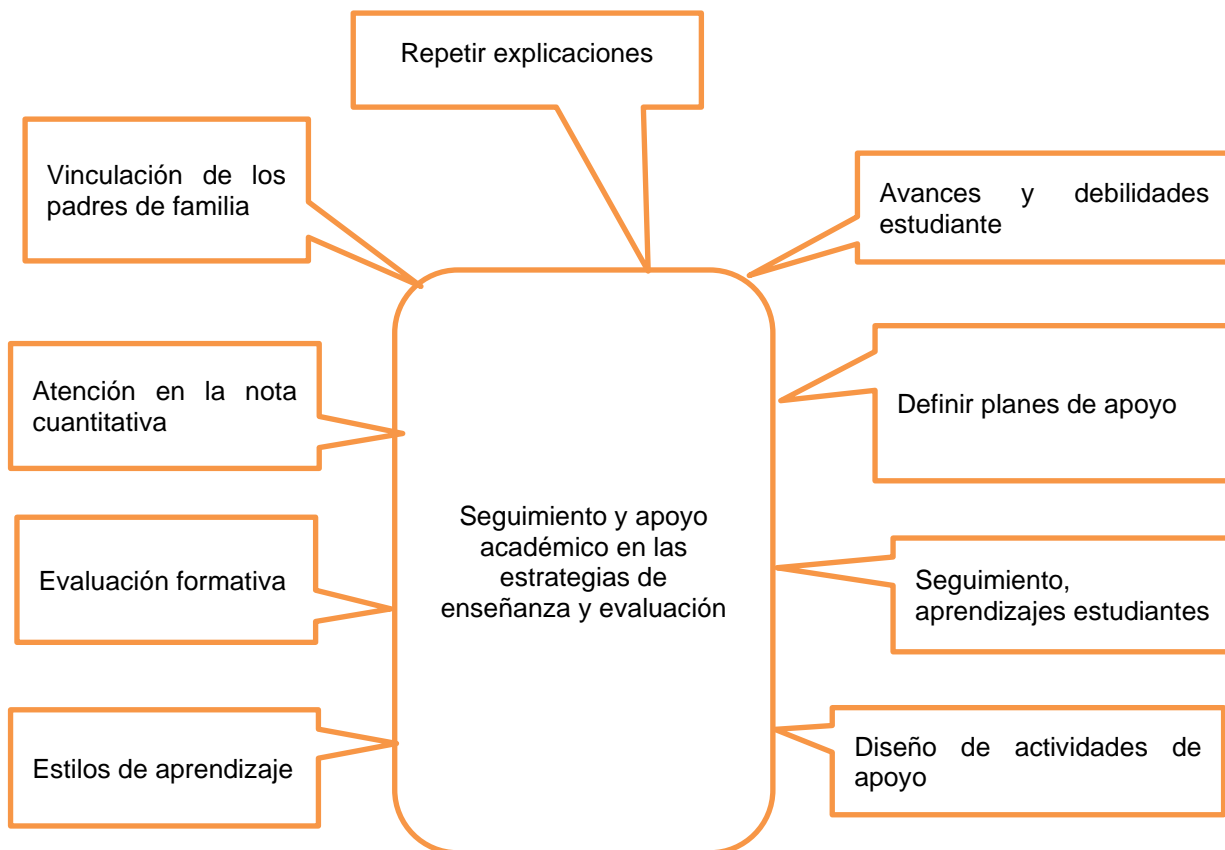 Repetir explicaciones
Vinculación de los
padres de familia
Avances y debilidades
estudiante
Atención en la nota
cuantitativa
Definir planes de apoyo
Seguimiento y apoyo
académico en las
estrategias de
enseñanza y evaluación
Evaluación formativa
Seguimiento,
aprendizajes estudiantes
Estilos de aprendizaje
Diseño de actividades de
apoyo